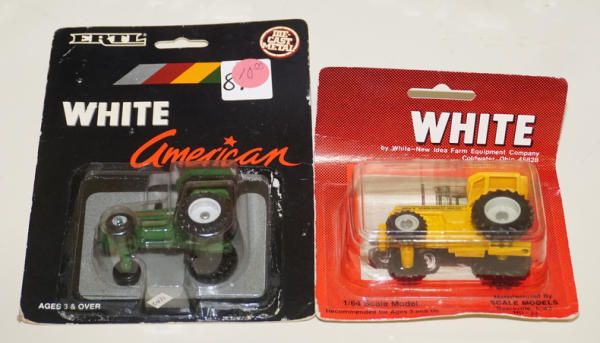 ERTL
DIE-
CAST
METAL
10.00
WHITE
American
AGES 3 & OVER
WHITE
by White-New Idea Farm Equipment Company
Coldwater, Ohio 45828
1/64 Scale Model
Recommended for Ages 3 and Up
Manufactured By
SCALE MODELS